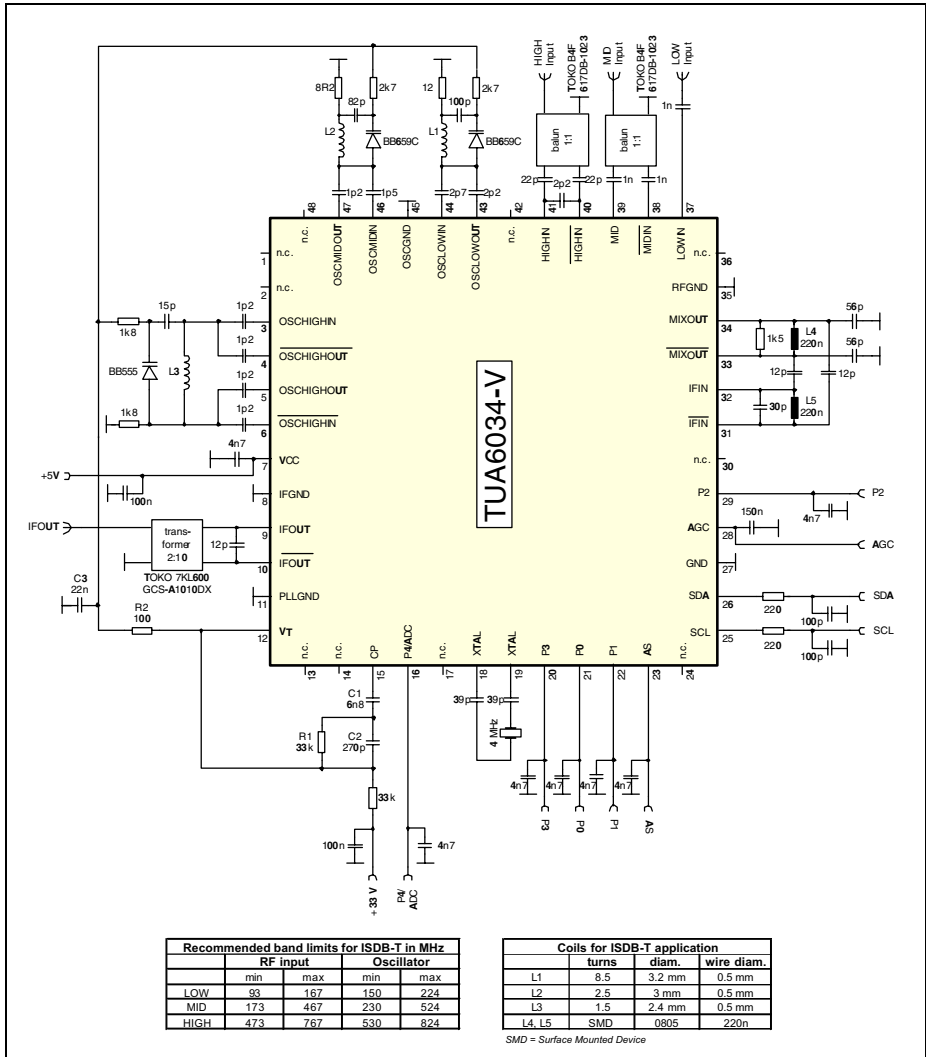 HIGH Input
TOKO B4F 617DB-1023
MID Input
TOKO B4F 617DB-1023
LOW Input
8R2
2k7
12
2k7
82p
100p
1n
L2
BB659C
L1
BB659C
balun 1:1
balun 1:1
22p
2p2
22p
1n
1n
1p2
1p5
2p7
2p2
48
47
46
45
44
43
42
41
40
39
38
37
n.c.
OSCMIDOUT
OSCMIDIN
OSCGND
OSCLOWIN
OSCLOWOUT
n.c.
HIGHIN
HIGHIN
MID
MIDIN
LOWIN
1
n.c.
2
n.c.
3
OSCHIGHIN
4
OSCHIGHOUT
5
OSCHIGHOUT
6
OSCHIGHIN
7
VCC
8
IFGND
9
IFOUT
10
IFOUT
11
PLLGND
12
VT
15p
1p2
1k8
1p2
BB555
L3
1p2
1p2
1k8
4n7
+5V
100n
IFOUT
trans-
former
2:10
12p
TOKO 7KL600
GCS-A1010DX
C3
22n
R2
100
TUA6034-V
n.c.
36
RFGND
35
MIXOUT
34
MIXOUT
33
IFIN
32
IFIN
31
n.c.
30
P2
29
AGC
28
GND
27
SDA
26
SCL
25
56p
1k5
L4
220n
56p
12p
12p
30p
L5
220n
P2
4n7
150n
AGC
220
SDA
100p
220
SCL
100p
n.c.
n.c.
CP
P4/ADC
n.c.
XTAL
XTAL
P3
P0
P1
AS
n.c.
13
14
15
16
17
18
19
20
21
22
23
24
C1
6n8
R1
33k
C2
270p
39p
39p
4 MHz
33k
100n
4n7
+33 V
P4/ ADC
4n7
4n7
4n7
4n7
P3
P0
P1
AS
Recommended band limits for ISDB-T in MHz
RF input Oscillator
min max min max
LOW 93 167 150 224
MID 173 467 230 524
HIGH 473 767 530 824
Coils for ISDB-T application
turns diam. wire diam.
L1 8.5 3.2 mm 0.5 mm
L2 2.5 3 mm 0.5 mm
L3 1.5 2.4 mm 0.5 mm
L4, L5 SMD 0805 220n
SMD = Surface Mounted Device